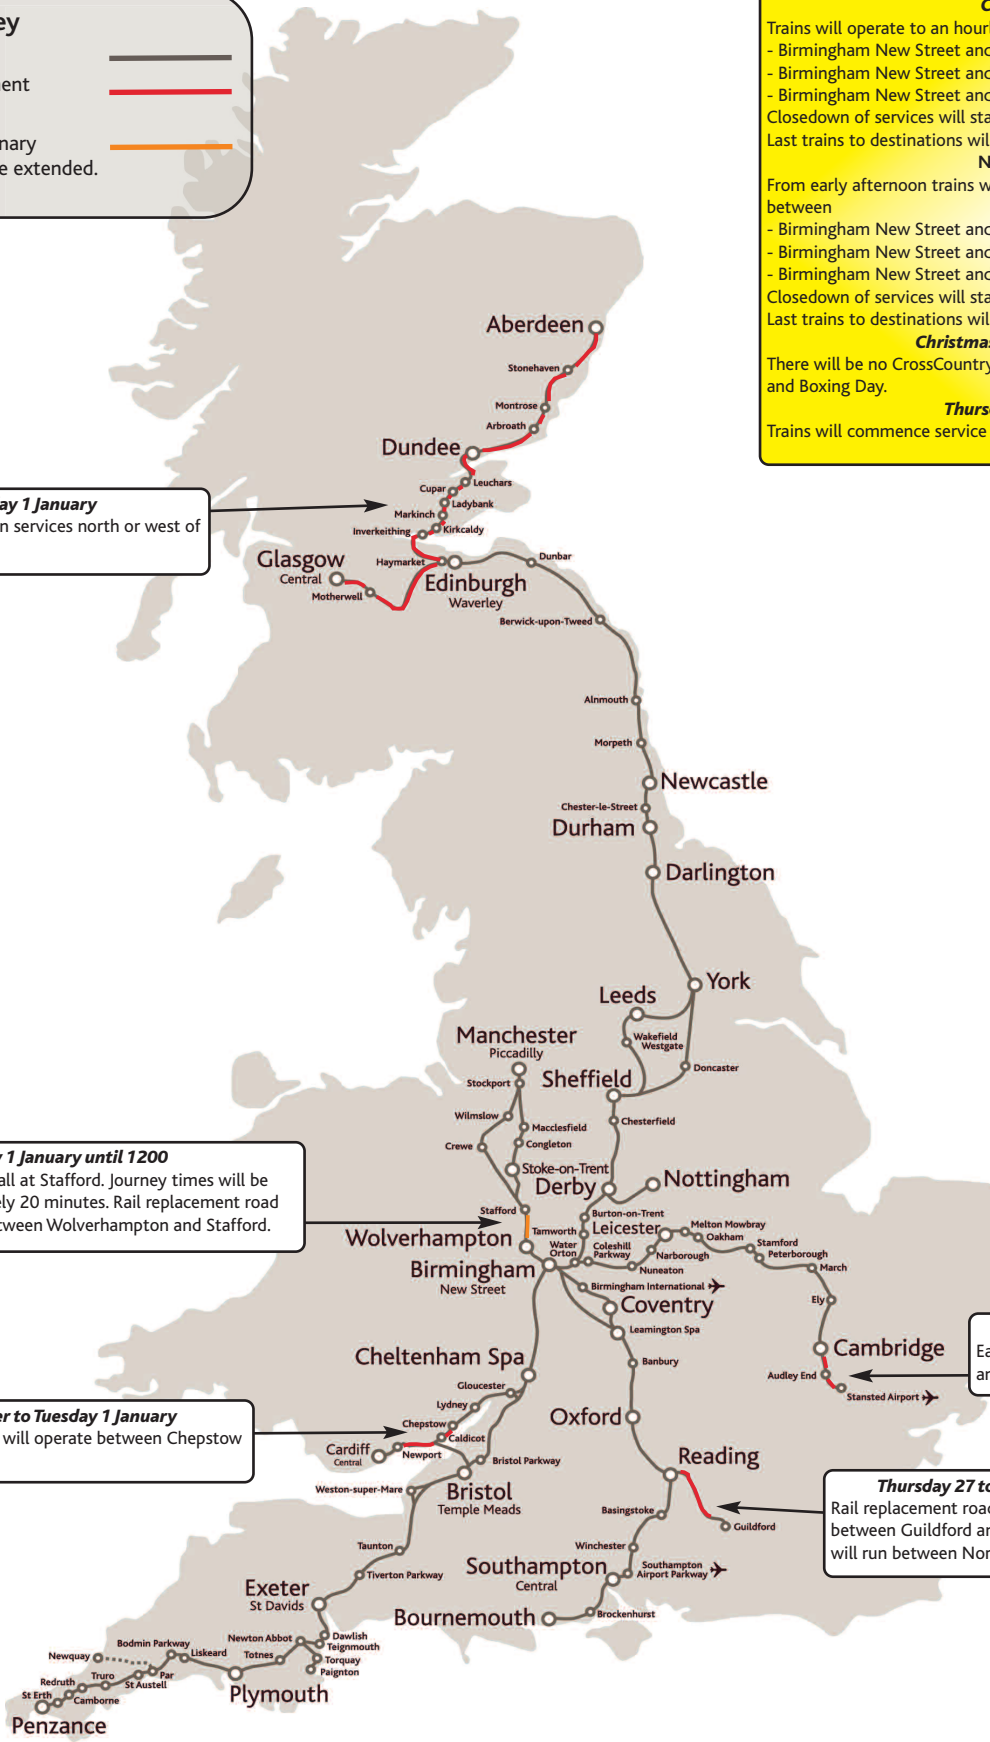 ey
ent
nary
e extended.
Trains will operate to an hour
- Birmingham New Street and
- Birmingham New Street and
- Birmingham New Street and
Closedown of services will sta
Last trains to destinations wil
N
From early afternoon trains w
between
- Birmingham New Street and
- Birmingham New Street and
- Birmingham New Street and
Closedown of services will sta
Last trains to destinations wil
Christmas
There will be no CrossCountry
and Boxing Day.
Thurs
Trains will commence service
Aberdeen
Stonehaven
Montrose
Arbroath
Dundee
Leuchars
Cupar
Ladybank
ay 1 January
n services north or west of
Markinch
Kirkcaldy
Inverkeithing
Haymarket
Glasgow
Central
Motherwell
Edinburgh
Waverley
Dunbar
Berwick-upon-Tweed
Alnmouth
Morpeth
Newcastle
Chester-le-Street
Durham
Darlington
York
Leeds
Wakefield
Westgate
Doncaster
Manchester
Piccadilly
Stockport
Sheffield
Chesterfield
Wilmslow
Macclesfield
Crewe
Congleton
Stoke-on-Trent
Derby
Nottingham
y 1 January until 1200
all at Stafford. Journey times will be
ely 20 minutes. Rail replacement road
tween Wolverhampton and Stafford.
Stafford
Wolverhampton
Burton-on-Trent
Tamworth
Leicester
Melton Mowbray
Oakham
Water
Orton
Coleshill
Parkway
Narborough
Nuneaton
Stamford
Peterborough
March
Ely
Birmingham
New Street
Birmingham International
Coventry
Leamington Spa
Banbury
Cambridge
Audley End
Stansted Airport
Ea
an
Cheltenham Spa
Gloucester
Lydney
Chepstow
Caldicot
er to Tuesday 1 January
will operate between Chepstow
Cardiff
Central
Newport
Bristol Parkway
Weston-super-Mare
Bristol
Temple Meads
Oxford
Reading
Basingstoke
Guildford
Thursday 27 to
Rail replacement road
between Guildford an
will run between Nor
Winchester
Southampton
Central
Southampton
Airport Parkway
Bournemouth
Brockenhurst
Taunton
Tiverton Parkway
Exeter
St Davids
Dawlish
Teignmouth
Newton Abbot
Torquay
Paignton
Totnes
Plymouth
Liskeard
Bodmin Parkway
Newquay
Par
St Austell
Truro
Redruth
Camborne
St Erth
Penzance